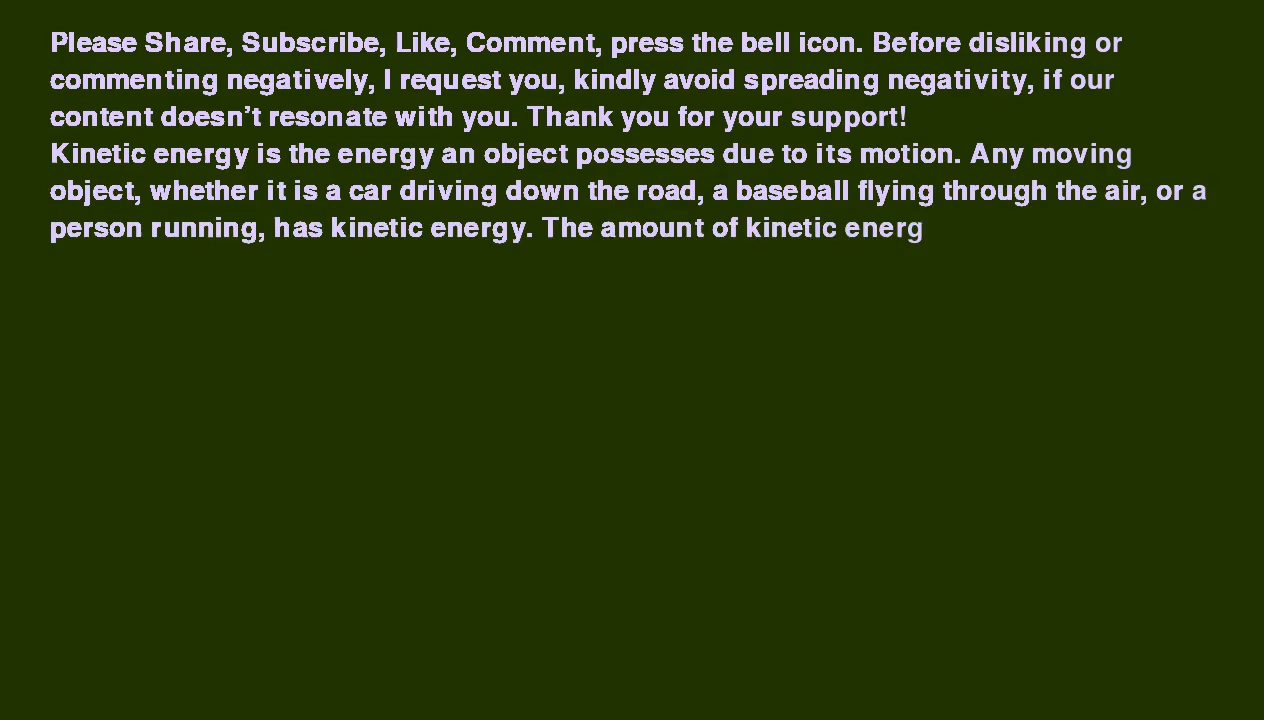 Please Share, Subscribe, Like, Comment, press the bell icon. Before disliking or
commenting negatively, I request you, kindly avoid spreading negativity, if our
content doesn’t resonate with you. Thank you for your support!
Kinetic energy is the energy an object possesses due to its motion. Any moving
object, whether it is a car driving down the road, a baseball flying through the air, or a
person running, has kinetic energy. The amount of kinetic energ